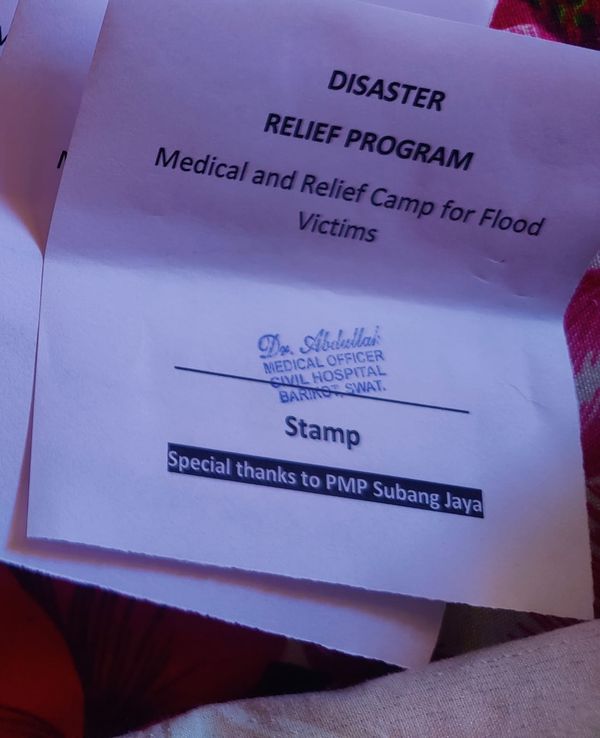 DISASTER
RELIEF PROGRAM
Medical and Relief Camp for Flood
Victims
Dr. Abdullah
MEDICAL OFFICER
CIVIL HOSPITAL
BARIKOT, SWAT.
Stamp
Special thanks to PMP Subang Jaya